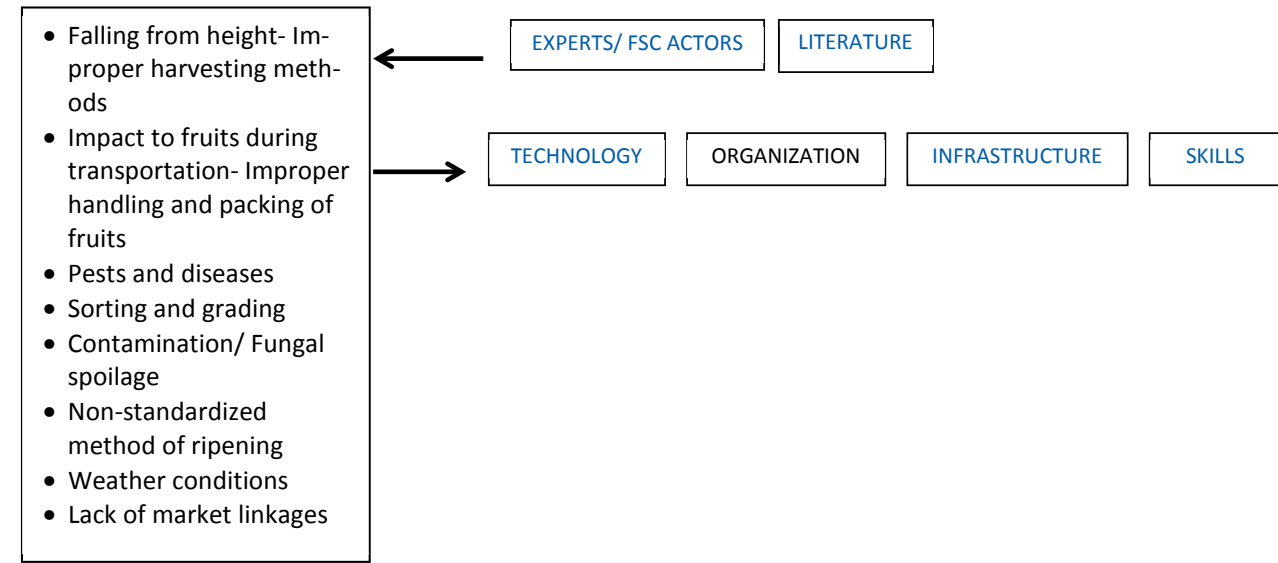 • Falling from height- Im-
proper harvesting meth-
ods
• Impact to fruits during
transportation- Improper
handling and packing of
fruits
• Pests and diseases
• Sorting and grading
• Contamination/ Fungal
spoilage
• Non-standardized
method of ripening
• Weather conditions
• Lack of market linkages
EXPERTS/ FSC ACTORS
LITERATURE
TECHNOLOGY
ORGANIZATION
INFRASTRUCTURE
SKILLS